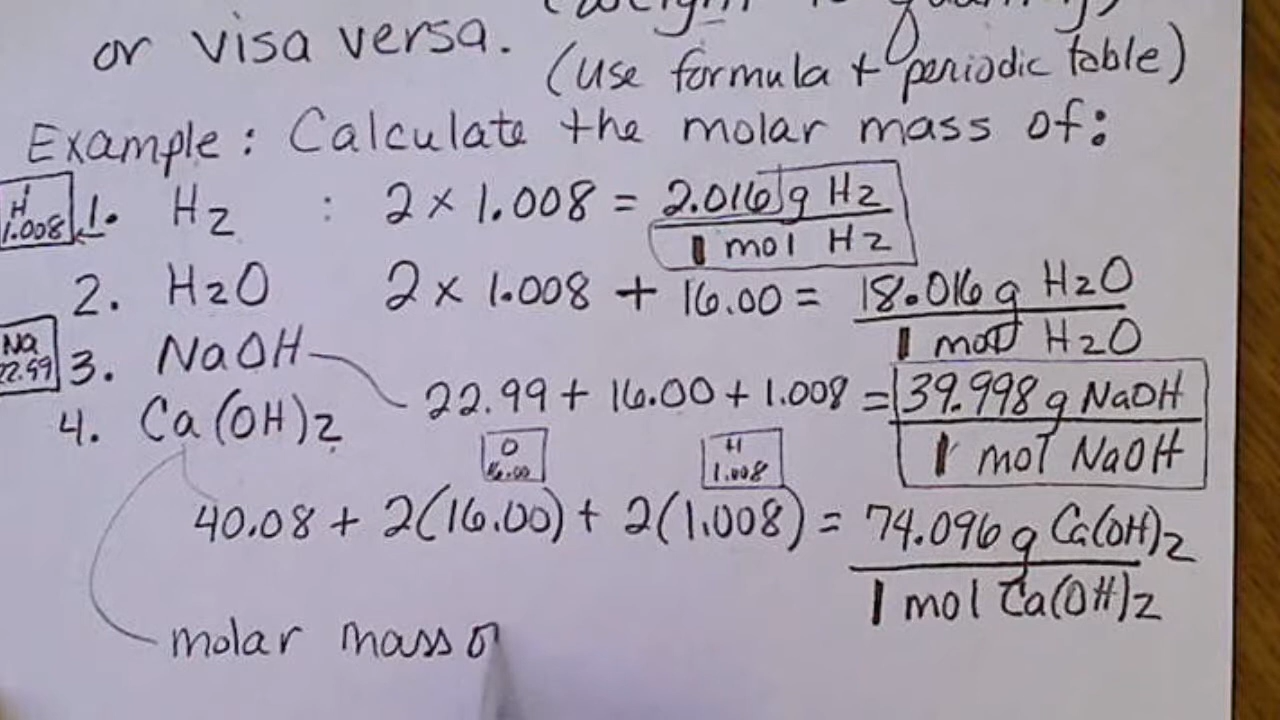 or visa versa.
(use formula + periodic table)
Example: Calculate the molar mass of:
H
1.008
1. H2 : 2 × 1.008 = 2.016 g H2
1 mol H2
2. H2O 2 × 1.008 + 16.00 = 18.016 g H2O
1 mol H2O
Na
22.99
3. NaOH 22.99 + 16.00 + 1.008 = 39.998 g NaOH
1 mol NaOH
4. Ca(OH)2
O
16.00
H
1.008
40.08 + 2(16.00) + 2(1.008) = 74.096 g Ca(OH)2
1 mol Ca(OH)2
molar mass o